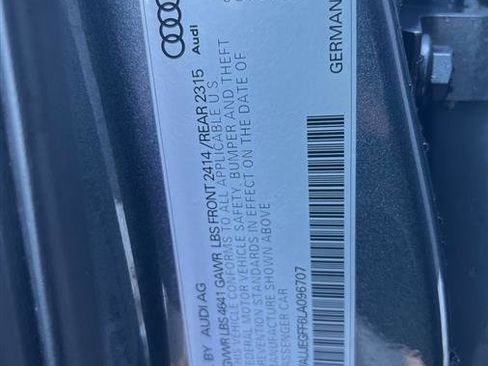 Audi
BY AUDI AG
GVWR LBS 4641 GAWR LBS FRONT 2414 /REAR 2315
THIS VEHICLE CONFORMS TO ALL APPLICABLE U S
FEDERAL MOTOR VEHICLE SAFETY, BUMPER AND THEFT
PREVENTION STANDARDS IN EFFECT ON THE DATE OF
MANUFACTURE SHOWN ABOVE
PASSENGER CAR
GERMAN